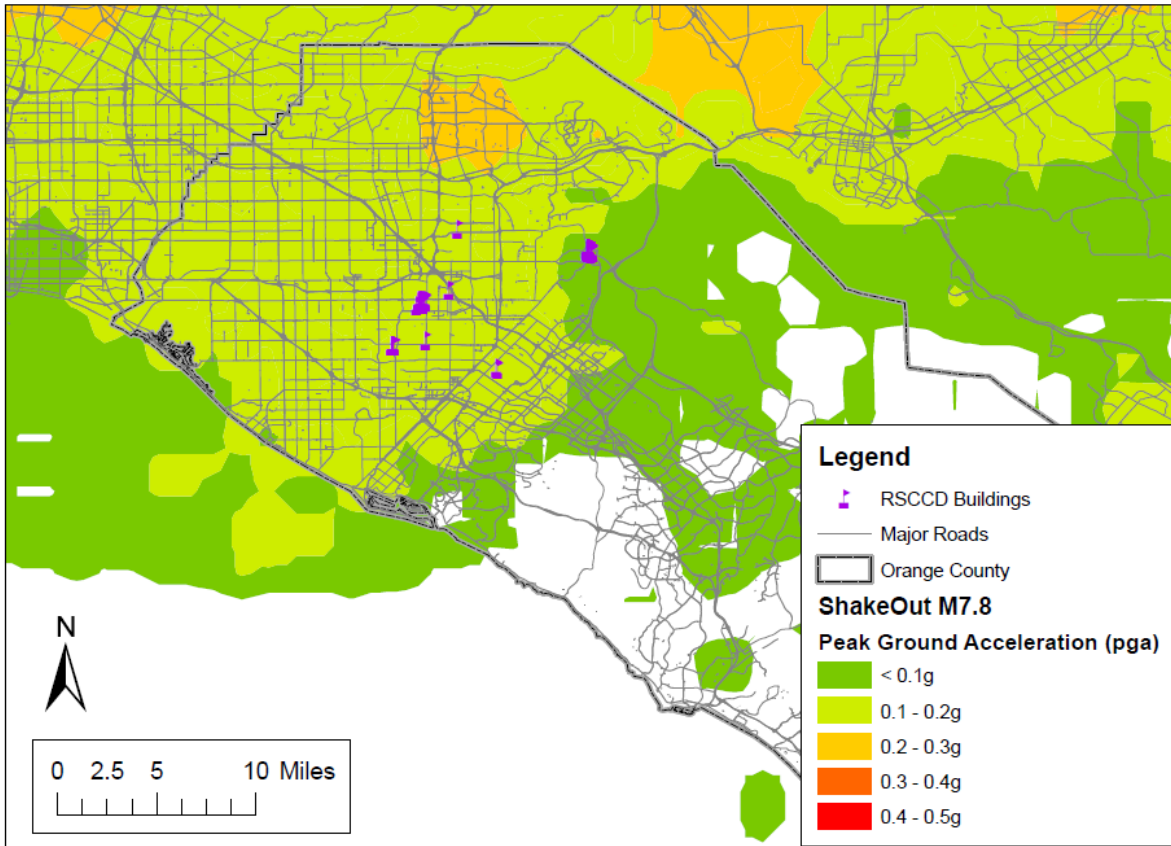 Legend
RSCCD Buildings
Major Roads
Orange County
ShakeOut M7.8
Peak Ground Acceleration (pga)
< 0.1g
0.1 - 0.2g
0.2 - 0.3g
0.3 - 0.4g
0.4 - 0.5g
N
0 2.5 5 10 Miles